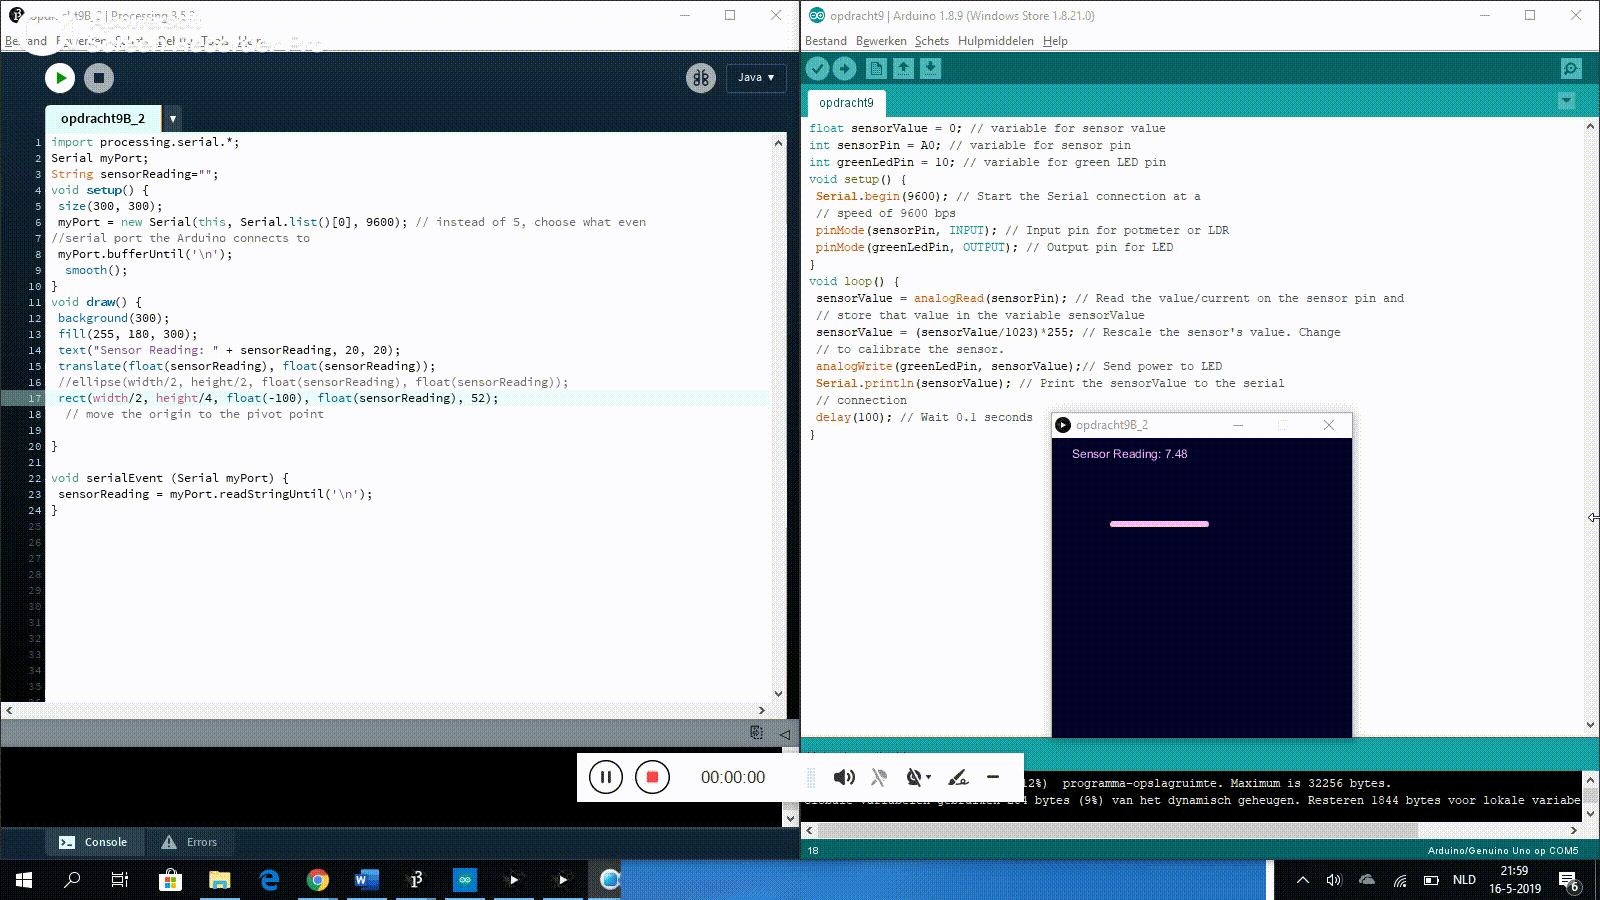 opdracht9B_2 | Processing 3.5.3
Bestand Bewerken Schets Debug Tools Help
Java ▾
opdracht9B_2 ▾
1 import processing.serial.*;
2 Serial myPort;
3 String sensorReading="";
4 void setup() {
5 size(300, 300);
6 myPort = new Serial(this, Serial.list()[0], 9600); // instead of 5, choose what even
7 //serial port the Arduino connects to
8 myPort.bufferUntil('\n');
9 smooth();
10 }
11 void draw() {
12 background(300);
13 fill(255, 180, 300);
14 text("Sensor Reading: " + sensorReading, 20, 20);
15 translate(float(sensorReading), float(sensorReading));
16 //ellipse(width/2, height/2, float(sensorReading), float(sensorReading));
17 rect(width/2, height/4, float(-100), float(sensorReading), 52);
18 // move the origin to the pivot point
19
20 }
21
22 void serialEvent (Serial myPort) {
23 sensorReading = myPort.readStringUntil('\n');
24 }
25
26
27
28
29
30
31
32
33
34
35
Console
Errors
opdracht9 | Arduino 1.8.9 (Windows Store 1.8.21.0)
Bestand Bewerken Schets Hulpmiddelen Help
opdracht9
float sensorValue = 0; // variable for sensor value
int sensorPin = A0; // variable for sensor pin
int greenLedPin = 10; // variable for green LED pin
void setup() {
Serial.begin(9600); // Start the Serial connection at a
// speed of 9600 bps
pinMode(sensorPin, INPUT); // Input pin for potmeter or LDR
pinMode(greenLedPin, OUTPUT); // Output pin for LED
}
void loop() {
sensorValue = analogRead(sensorPin); // Read the value/current on the sensor pin and
// store that value in the variable sensorValue
sensorValue = (sensorValue/1023)*255; // Rescale the sensor's value. Change
// to calibrate the sensor.
analogWrite(greenLedPin, sensorValue);// Send power to LED
Serial.println(sensorValue); // Print the sensorValue to the serial
// connection
delay(100); // Wait 0.1 seconds
}
opdracht9B_2
Sensor Reading: 7.48
00:00:00
12%) programma-opslagruimte. Maximum is 32256 bytes.
bytes (9%) van het dynamisch geheugen. Resteren 1844 bytes voor lokale variabe
18
Arduino/Genuino Uno op COM5
NLD
21:59
16-5-2019
6